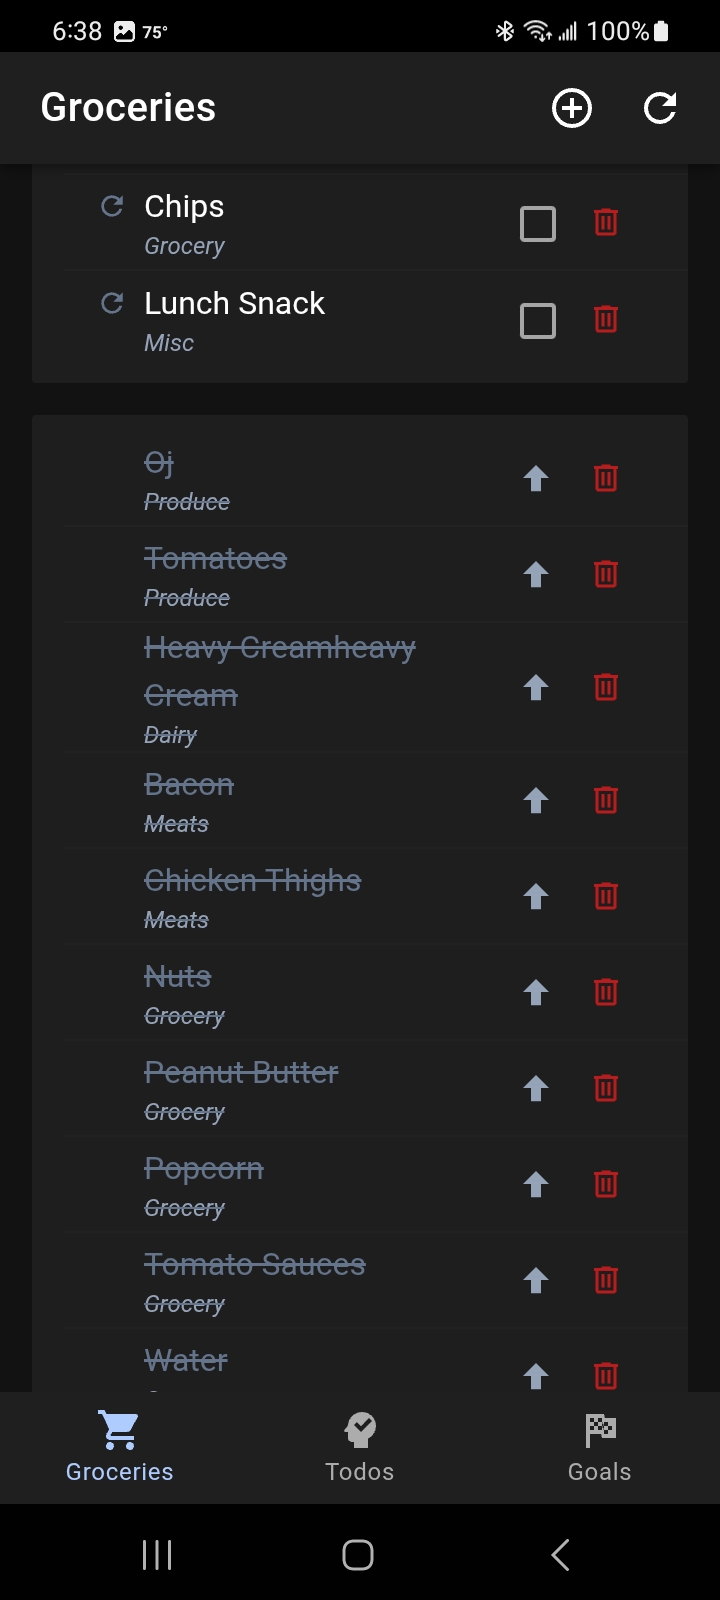 6:38 75° 100%
Groceries
Chips
Grocery
Lunch Snack
Misc
Oj
Produce
Tomatoes
Produce
Heavy Creamheavy
Cream
Dairy
Bacon
Meats
Chicken Thighs
Meats
Nuts
Grocery
Peanut Butter
Grocery
Popcorn
Grocery
Tomato Sauces
Grocery
Water
Groceries Todos Goals